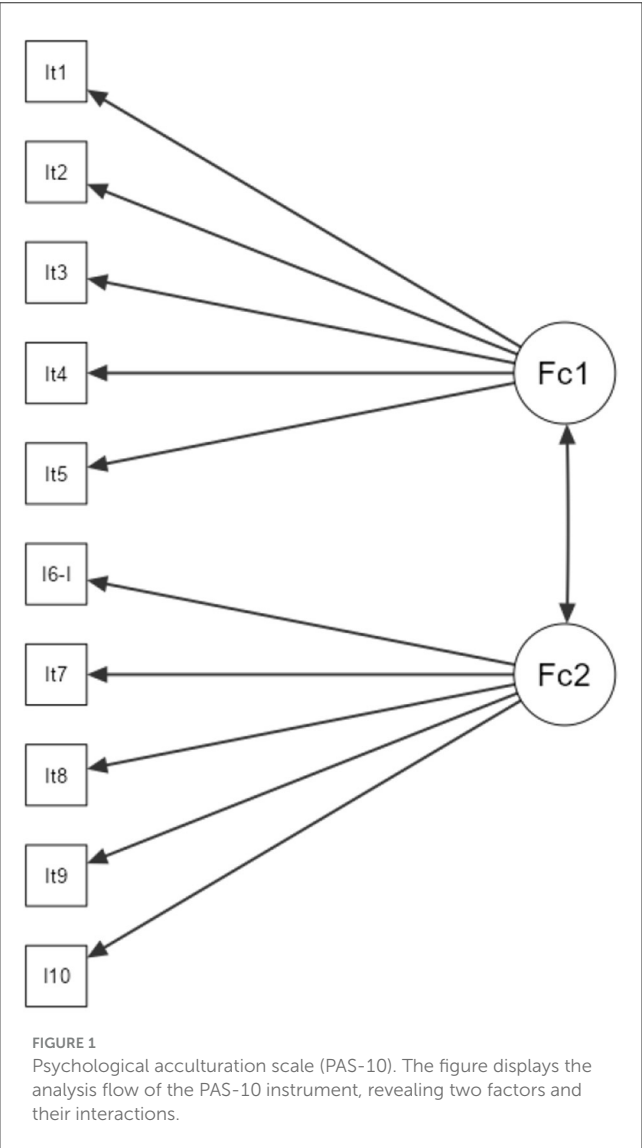 It1
It2
It3
It4
It5
I6-I
It7
It8
It9
I10
Fc1
Fc2
FIGURE 1
Psychological acculturation scale (PAS-10). The figure displays the
analysis flow of the PAS-10 instrument, revealing two factors and
their interactions.